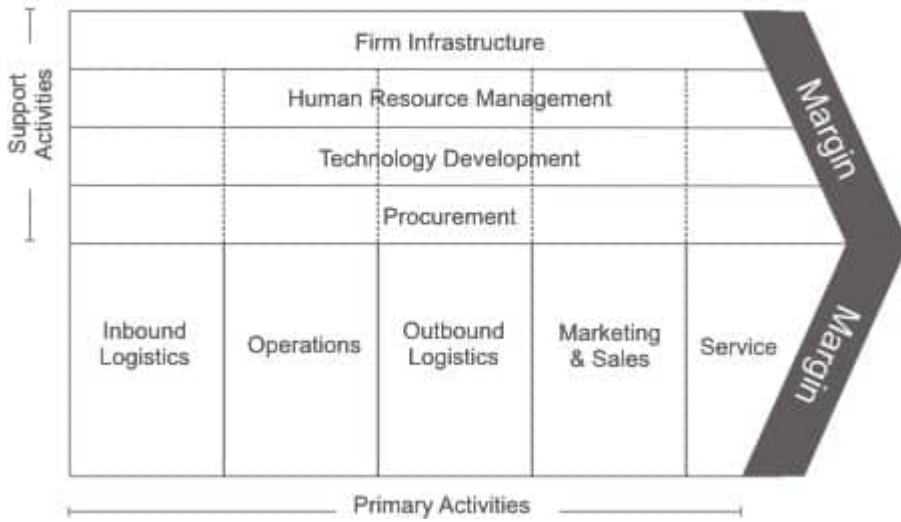 Support
Activities
Firm Infrastructure
Human Resource Management
Technology Development
Procurement
Margin
Inbound
Logistics
Operations
Outbound
Logistics
Marketing
& Sales
Service
Margin
Primary Activities